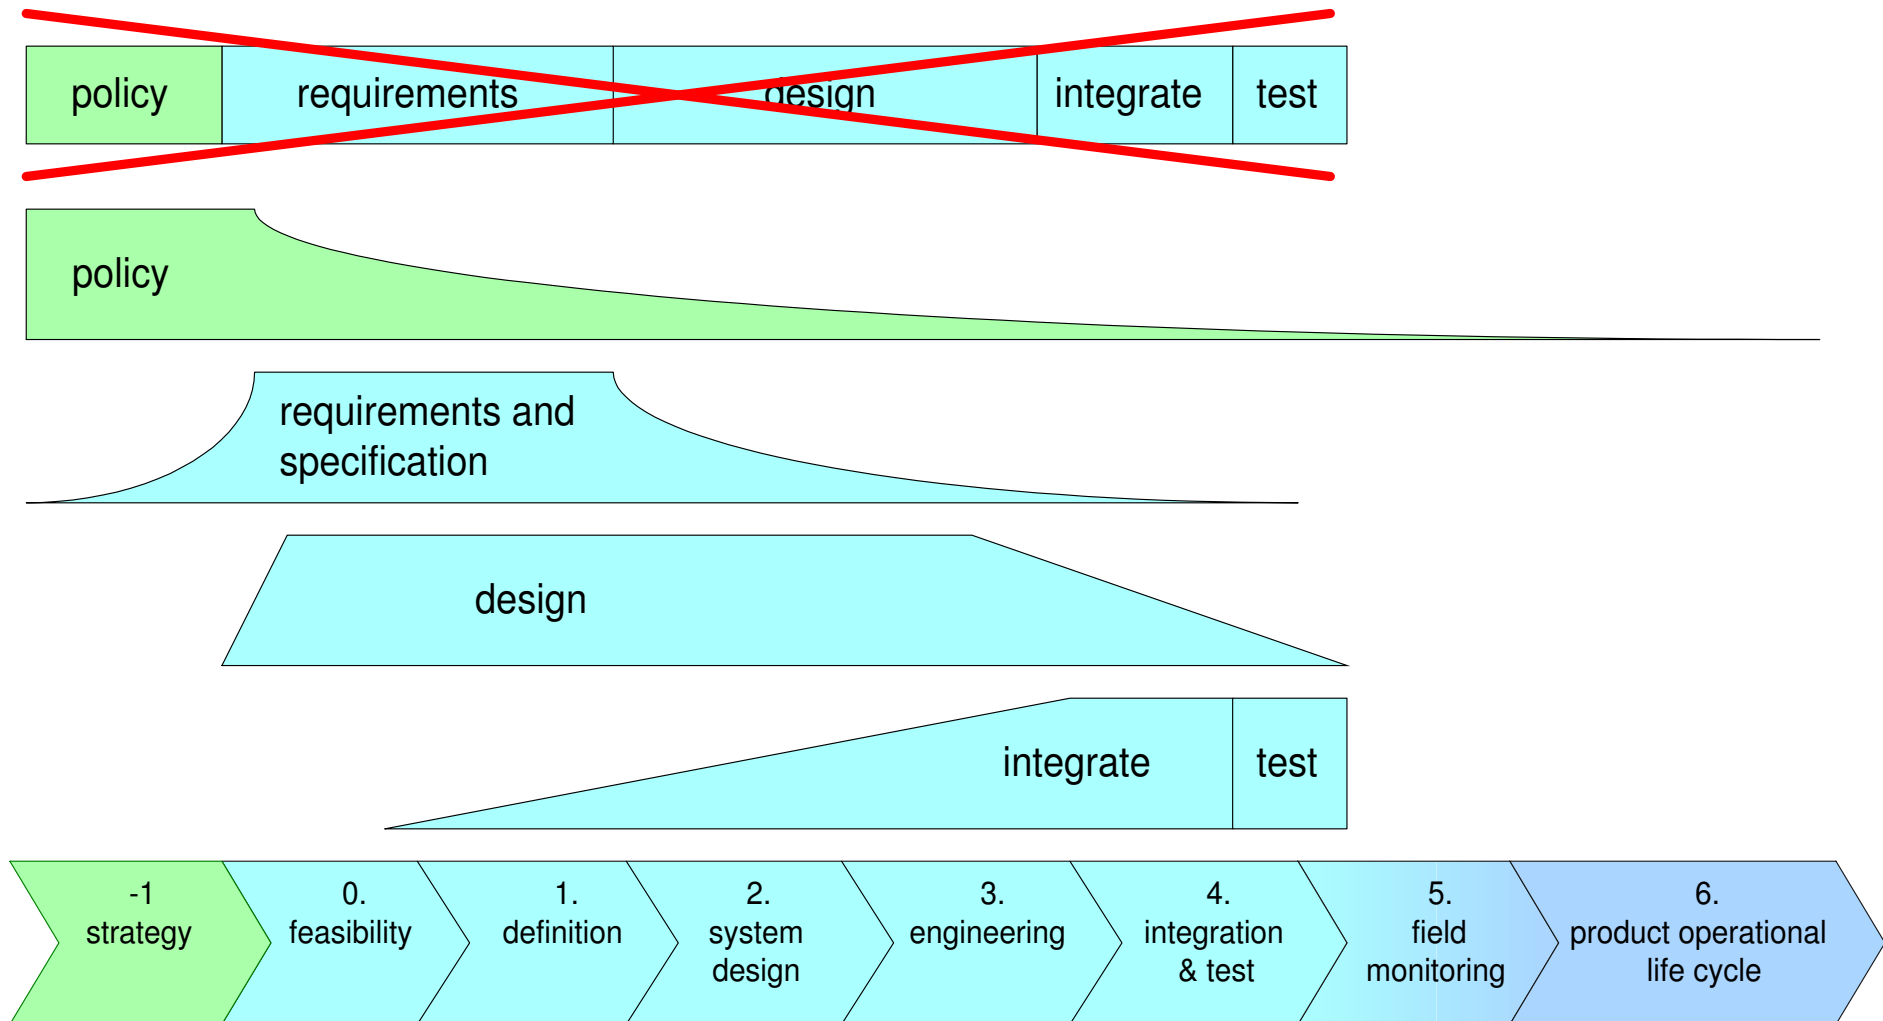 policy
requirements
design
integrate
test
policy
requirements and
specification
design
integrate
test
-1
strategy
0.
feasibility
1.
definition
2.
system
design
3.
engineering
4.
integration
& test
5.
field
monitoring
6.
product operational
life cycle